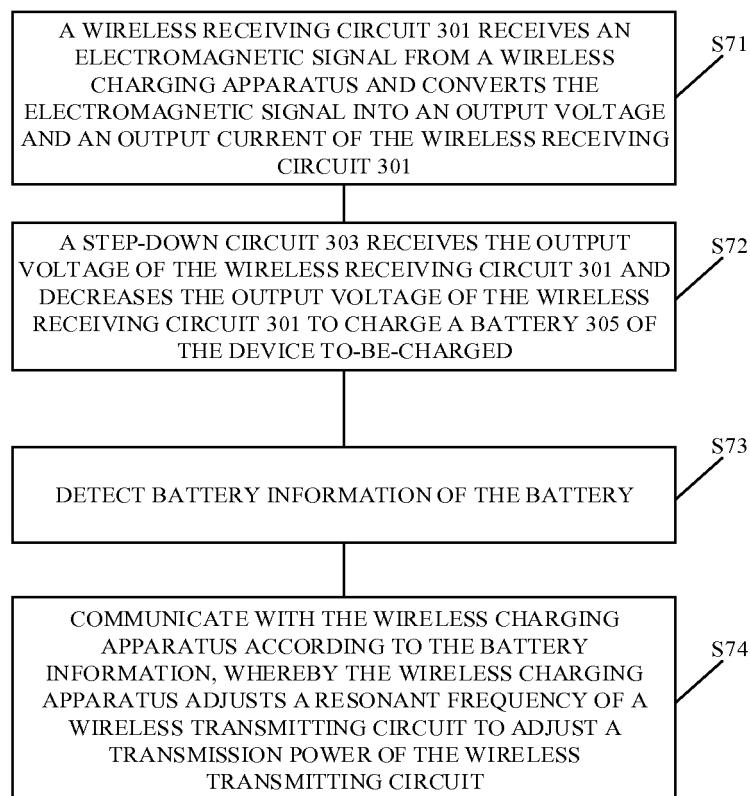 A WIRELESS RECEIVING CIRCUIT 301 RECEIVES AN
ELECTROMAGNETIC SIGNAL FROM A WIRELESS
CHARGING APPARATUS AND CONVERTS THE
ELECTROMAGNETIC SIGNAL INTO AN OUTPUT VOLTAGE
AND AN OUTPUT CURRENT OF THE WIRELESS RECEIVING
CIRCUIT 301
S71
A STEP-DOWN CIRCUIT 303 RECEIVES THE OUTPUT
VOLTAGE OF THE WIRELESS RECEIVING CIRCUIT 301 AND
DECREASES THE OUTPUT VOLTAGE OF THE WIRELESS
RECEIVING CIRCUIT 301 TO CHARGE A BATTERY 305 OF
THE DEVICE TO-BE-CHARGED
S72
DETECT BATTERY INFORMATION OF THE BATTERY
S73
COMMUNICATE WITH THE WIRELESS CHARGING
APPARATUS ACCORDING TO THE BATTERY
INFORMATION, WHEREBY THE WIRELESS CHARGING
APPARATUS ADJUSTS A RESONANT FREQUENCY OF A
WIRELESS TRANSMITTING CIRCUIT TO ADJUST A
TRANSMISSION POWER OF THE WIRELESS
TRANSMITTING CIRCUIT
S74